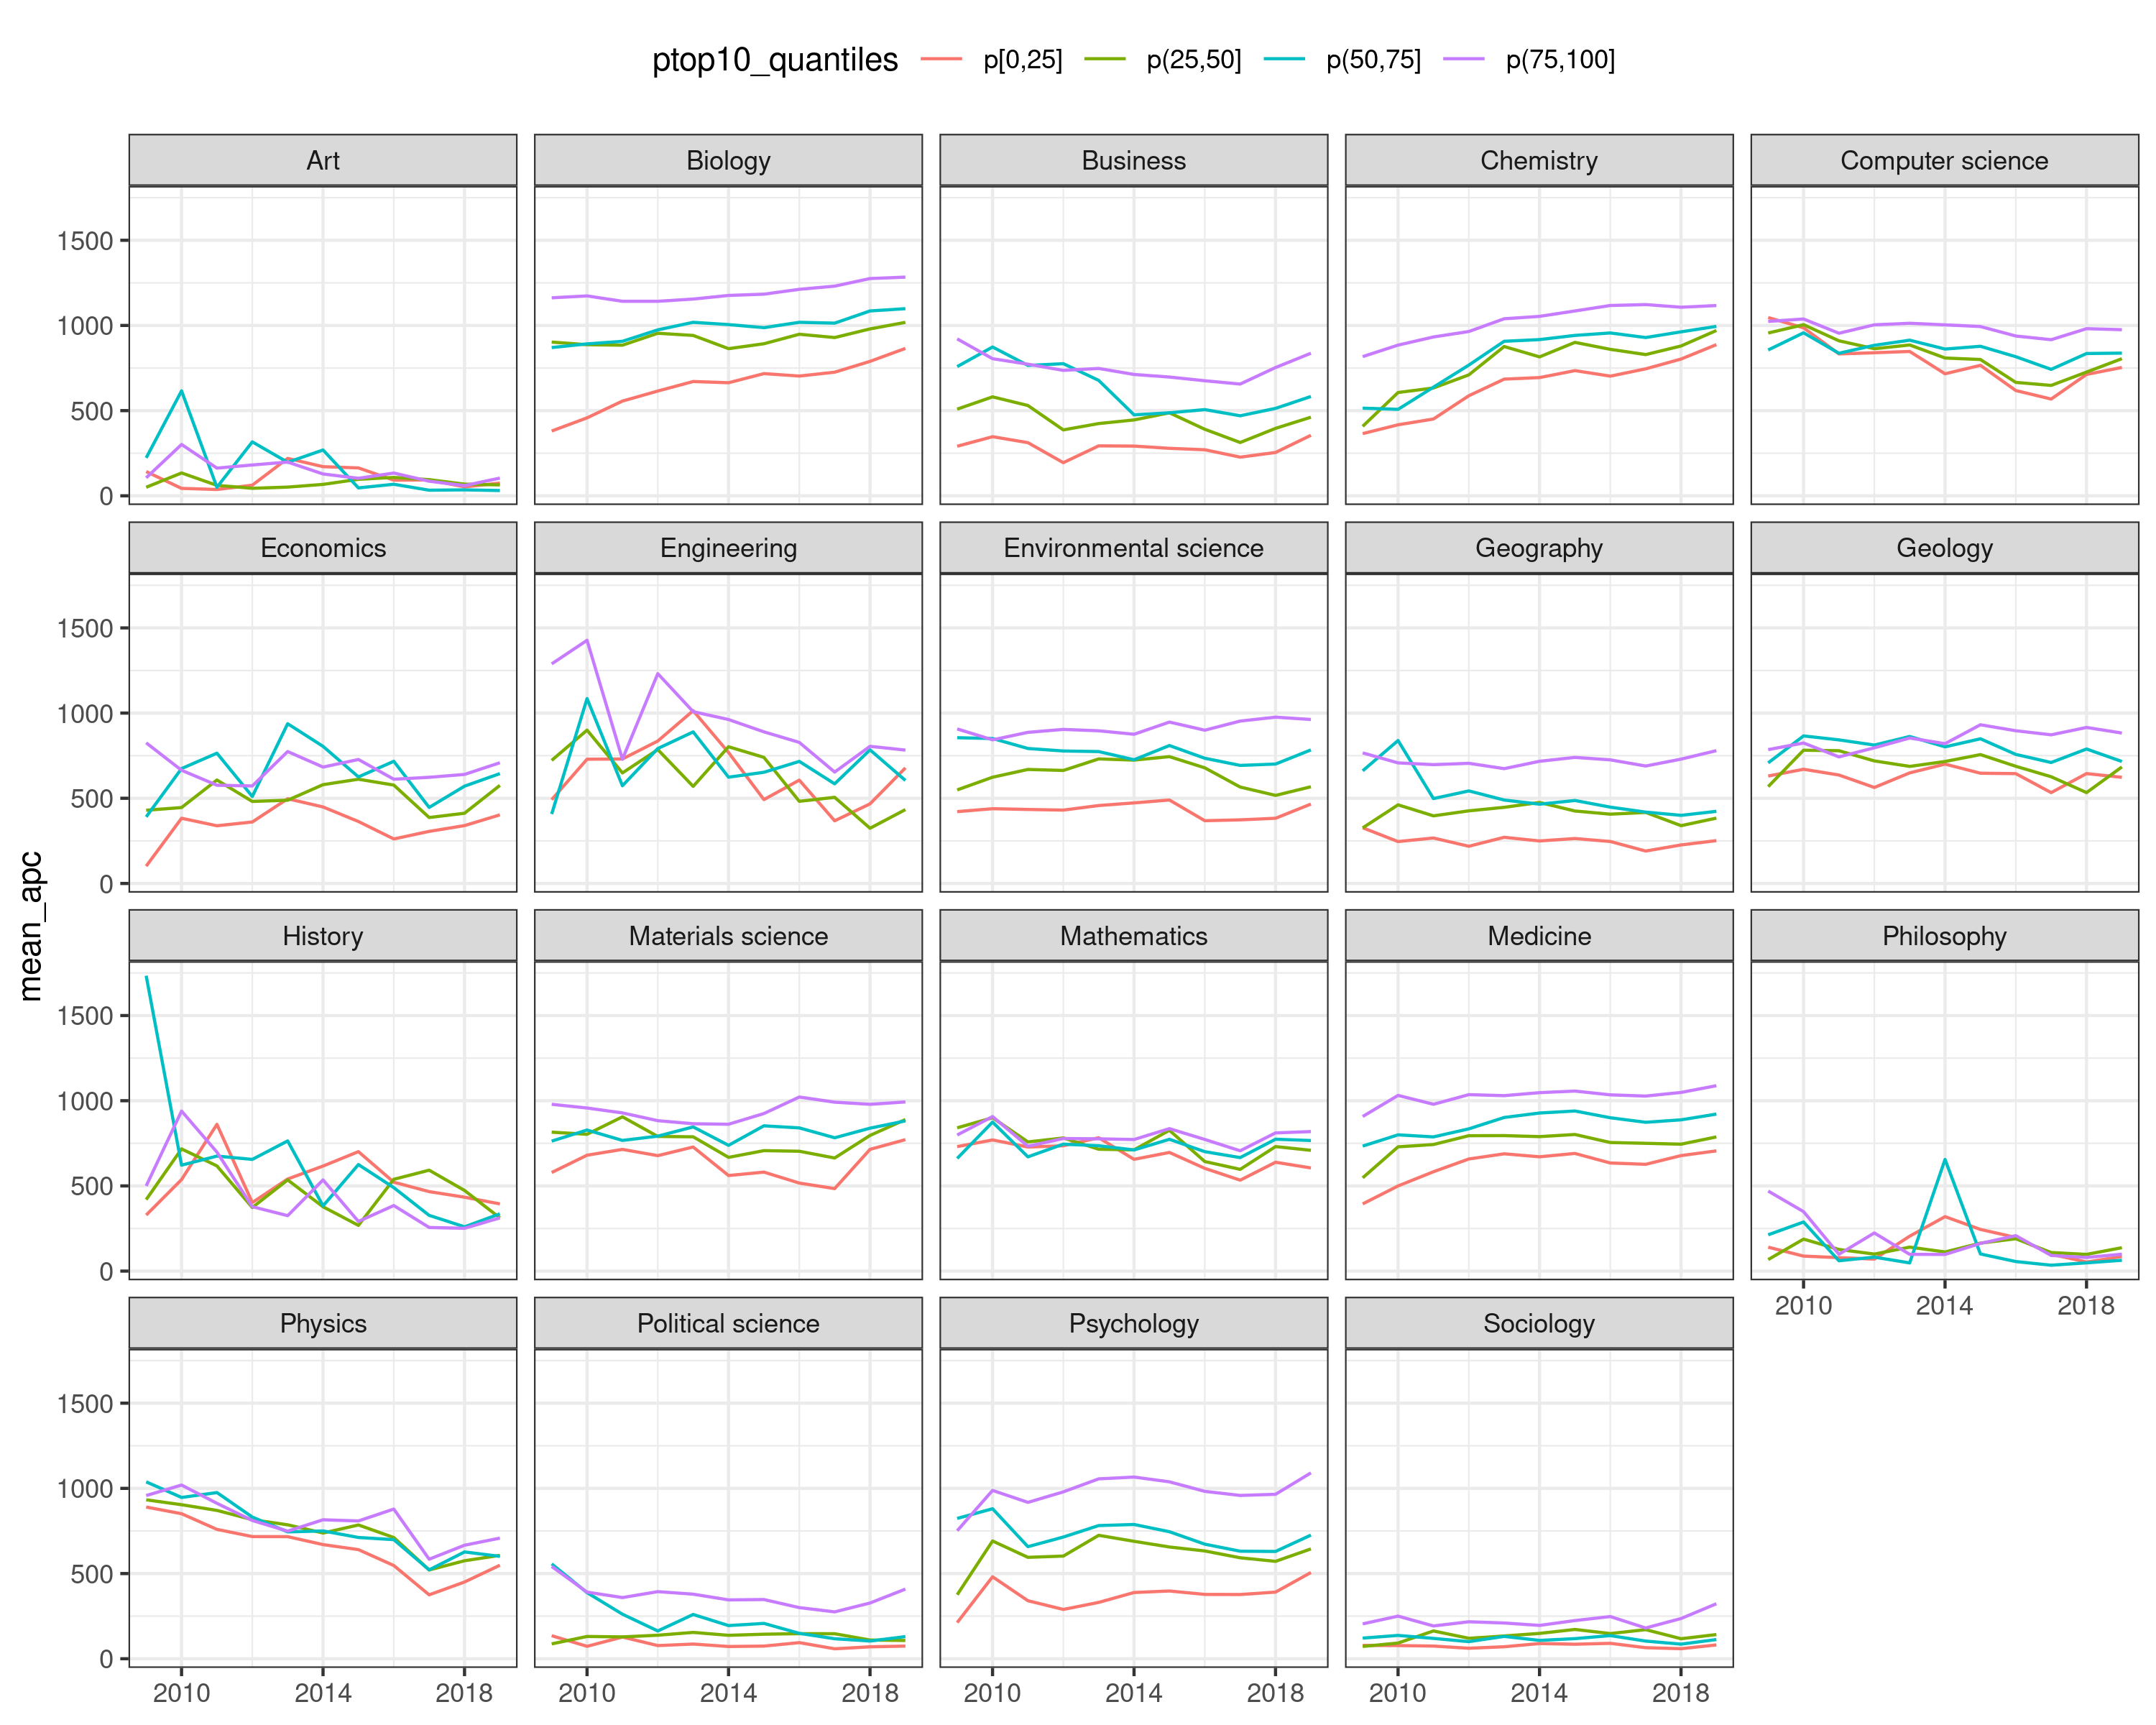 ptop10_quantiles p[0,25] p(25,50] p(50,75] p(75,100]
Art Biology Business Chemistry Computer science
1500
1000
500
0
Economics Engineering Environmental science Geography Geology
1500
1000
500
0
mean_apc
History Materials science Mathematics Medicine Philosophy
1500
1000
500
0
2010 2014 2018
Physics Political science Psychology Sociology
1500
1000
500
0
2010 2014 2018 2010 2014 2018 2010 2014 2018 2010 2014 2018